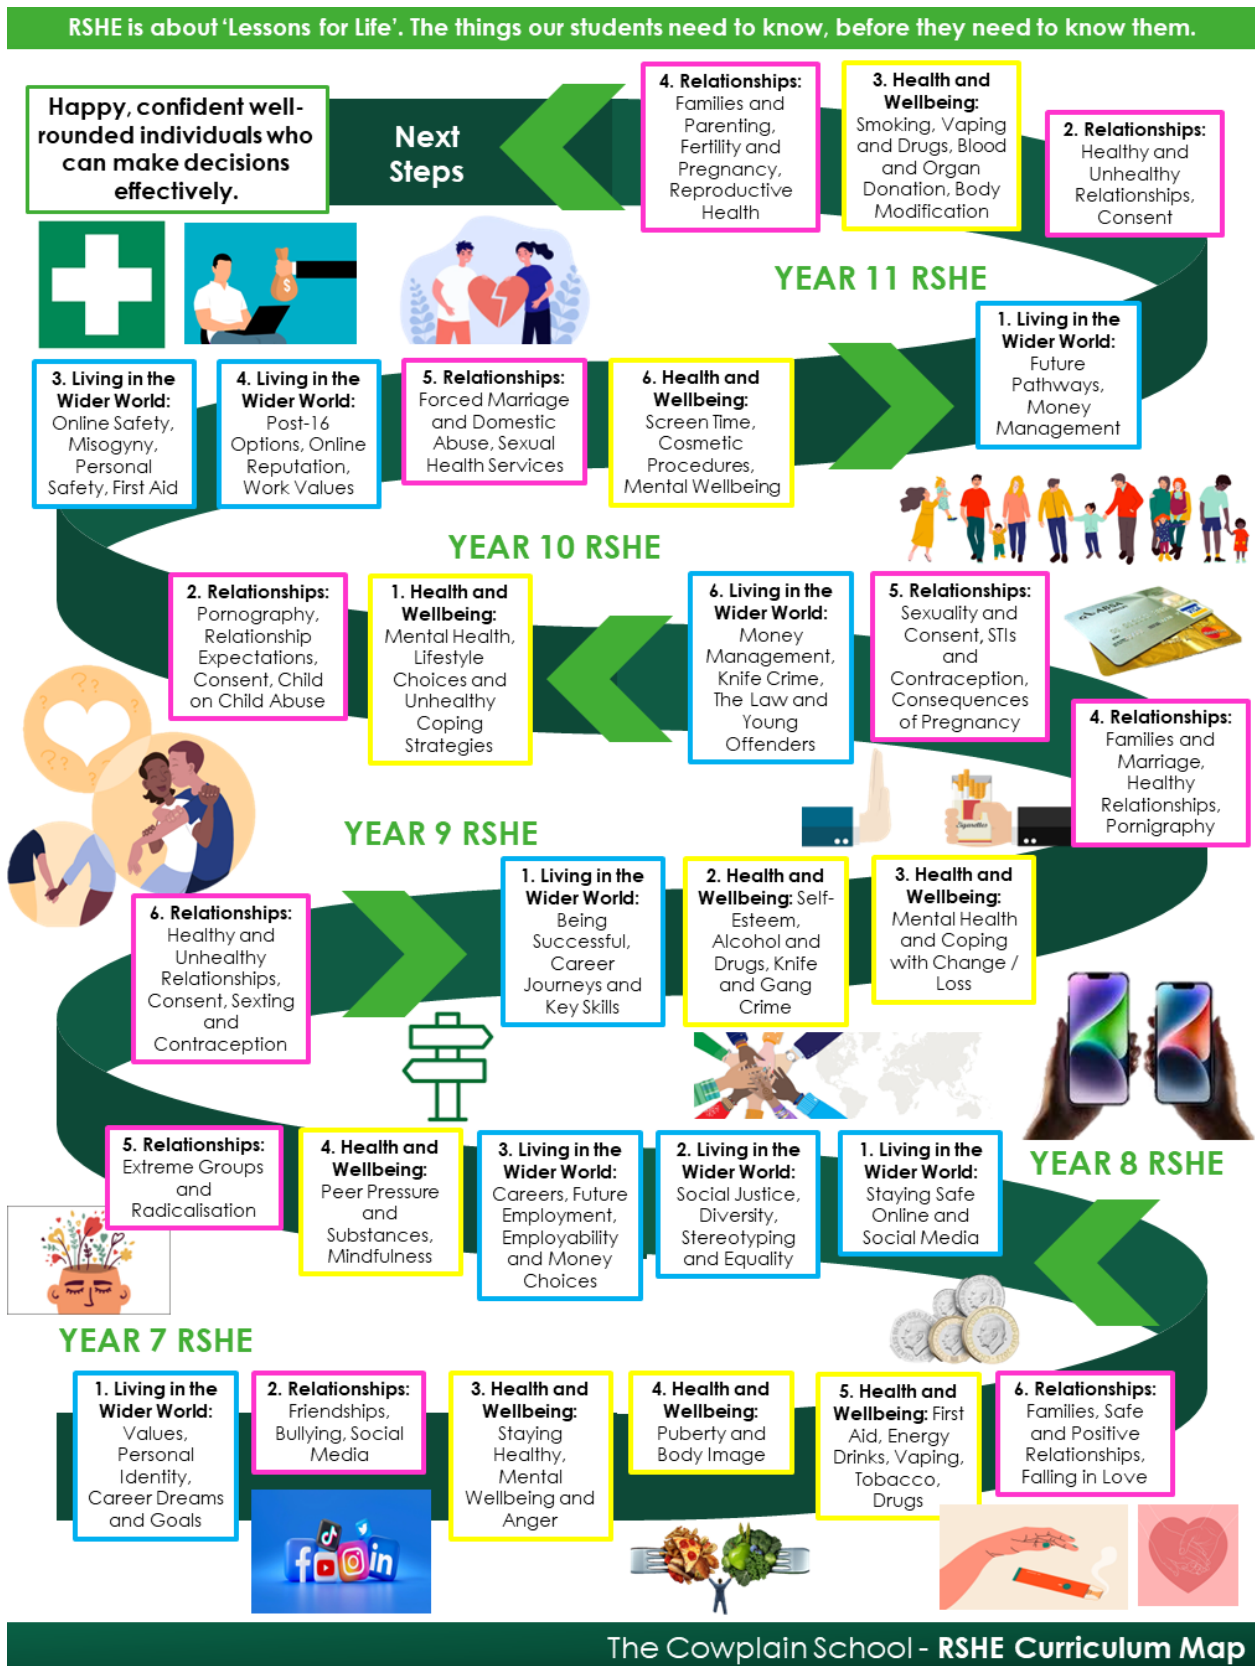 RSHE is about ‘Lessons for Life’. The things our students need to know, before they need to know them.
Happy, confident well-
rounded individuals who
can make decisions
effectively.
Next
Steps
4. Relationships:
Families and
Parenting,
Fertility and
Pregnancy,
Reproductive
Health
3. Health and
Wellbeing:
Smoking, Vaping
and Drugs, Blood
and Organ
Donation, Body
Modification
2. Relationships:
Healthy and
Unhealthy
Relationships,
Consent
YEAR 11 RSHE
1. Living in the
Wider World:
Future
Pathways,
Money
Management
3. Living in the
Wider World:
Online Safety,
Misogyny,
Personal
Safety, First Aid
4. Living in the
Wider World:
Post-16
Options, Online
Reputation,
Work Values
5. Relationships:
Forced Marriage
and Domestic
Abuse, Sexual
Health Services
6. Health and
Wellbeing:
Screen Time,
Cosmetic
Procedures,
Mental Wellbeing
YEAR 10 RSHE
2. Relationships:
Pornography,
Relationship
Expectations,
Consent, Child
on Child Abuse
1. Health and
Wellbeing:
Mental Health,
Lifestyle
Choices and
Unhealthy
Coping
Strategies
6. Living in the
Wider World:
Money
Management,
Knife Crime,
The Law and
Young
Offenders
5. Relationships:
Sexuality and
Consent, STIs
and
Contraception,
Consequences
of Pregnancy
ABSA
VISA
4. Relationships:
Families and
Marriage,
Healthy
Relationships,
Pornigraphy
Cigarettes
YEAR 9 RSHE
1. Living in the
Wider World:
Being
Successful,
Career
Journeys and
Key Skills
2. Health and
Wellbeing: Self-
Esteem,
Alcohol and
Drugs, Knife
and Gang
Crime
3. Health and
Wellbeing:
Mental Health
and Coping
with Change /
Loss
6. Relationships:
Healthy and
Unhealthy
Relationships,
Consent, Sexting
and
Contraception
5. Relationships:
Extreme Groups
and
Radicalisation
4. Health and
Wellbeing:
Peer Pressure
and
Substances,
Mindfulness
3. Living in the
Wider World:
Careers, Future
Employment,
Employability
and Money
Choices
2. Living in the
Wider World:
Social Justice,
Diversity,
Stereotyping
and Equality
1. Living in the
Wider World:
Staying Safe
Online and
Social Media
YEAR 8 RSHE
YEAR 7 RSHE
1. Living in the
Wider World:
Values,
Personal
Identity,
Career Dreams
and Goals
2. Relationships:
Friendships,
Bullying, Social
Media
3. Health and
Wellbeing:
Staying
Healthy,
Mental
Wellbeing and
Anger
4. Health and
Wellbeing:
Puberty and
Body Image
5. Health and
Wellbeing: First
Aid, Energy
Drinks, Vaping,
Tobacco,
Drugs
6. Relationships:
Families, Safe
and Positive
Relationships,
Falling in Love
The Cowplain School - RSHE Curriculum Map